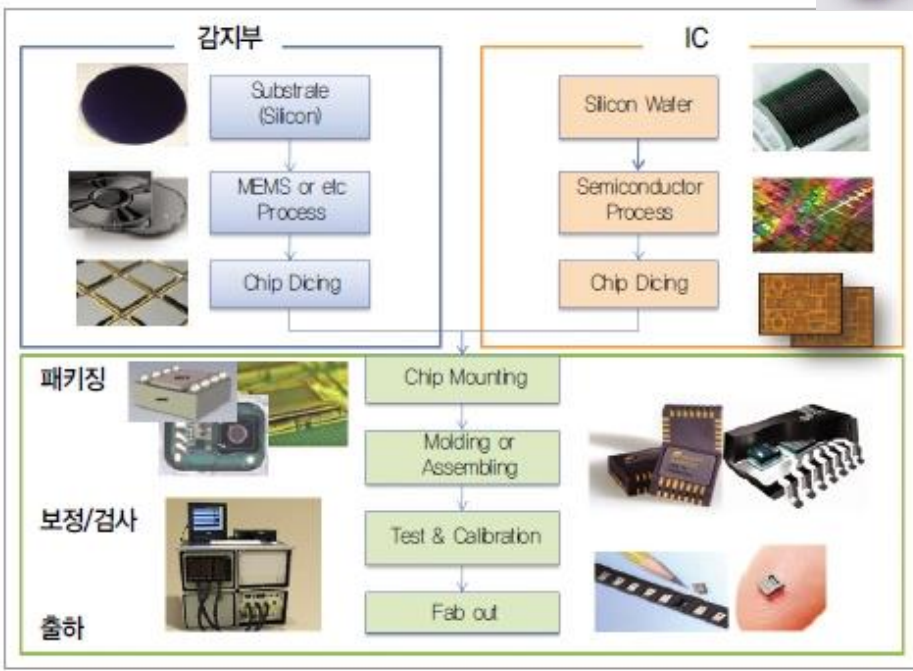 감지부
Substrate
(Silicon)
MEMS or etc
Process
Chip Dicing
IC
Silicon Wafer
Semiconductor
Process
Chip Dicing
패키징
Chip Mounting
Molding or
Assembling
보정/검사
Test & Calibration
출하
Fab out